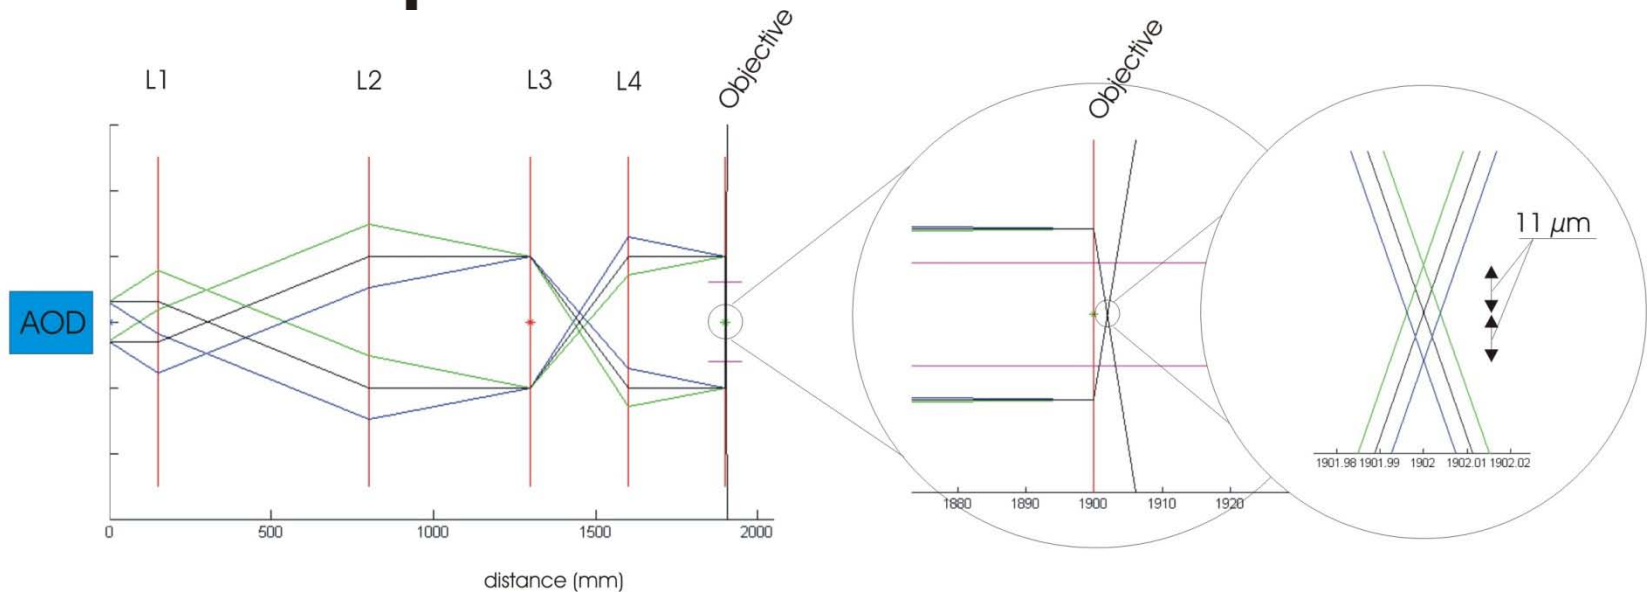 L1 L2 L3 L4 Objective
AOD
0 500 1000 1500 2000
distance (mm)
Objective
1880 1890 1900 1910 1920
11 µm
1901.98 1901.99 1902 1902.01 1902.02